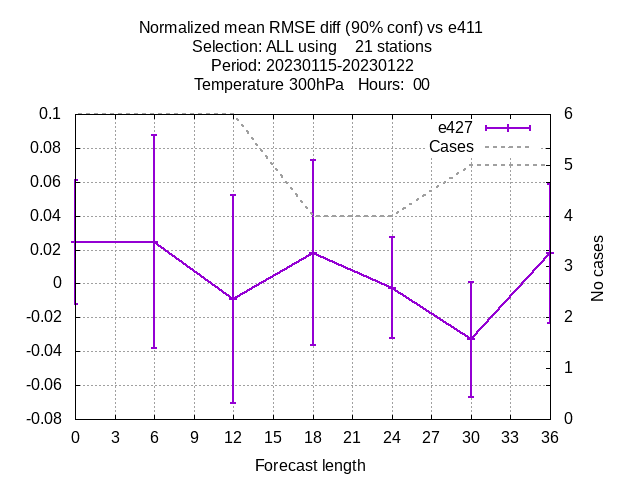 Normalized mean RMSE diff (90% conf) vs e411
Selection: ALL using    21 stations
Period: 20230115-20230122
Temperature 300hPa   Hours:  00
e427
Cases
0.1
0.08
0.06
0.04
0.02
0
-0.02
-0.04
-0.06
-0.08
6
5
4
3
2
1
0
No cases
0 3 6 9 12 15 18 21 24 27 30 33 36
Forecast length